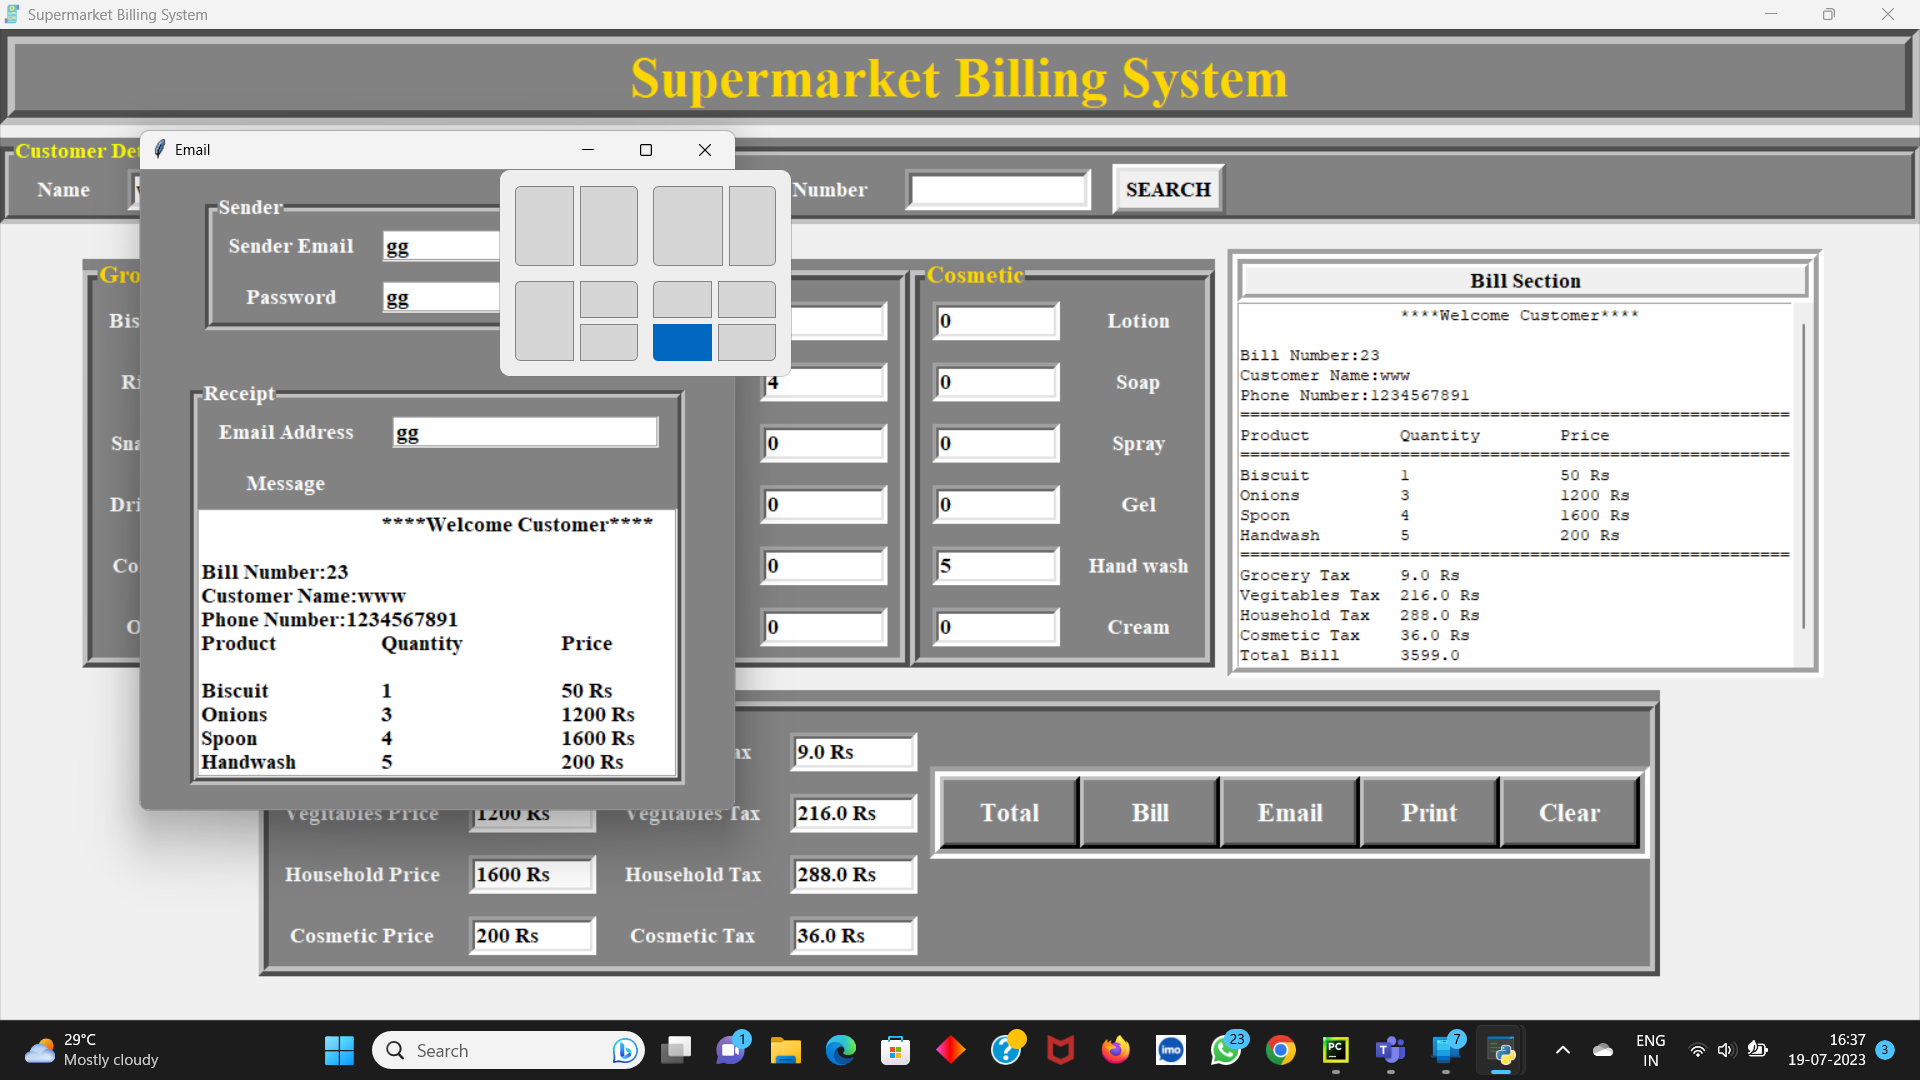 Supermarket Billing System
Supermarket Billing System
Email
Customer Det
Name
Number
SEARCH
Sender
Sender Email gg
Password gg
Receipt
Email Address gg
Message
****Welcome Customer****
Bill Number:23
Customer Name:www
Phone Number:1234567891
Product Quantity Price
Biscuit 1 50 Rs
Onions 3 1200 Rs
Spoon 4 1600 Rs
Handwash 5 200 Rs
Gro
Bis
Ri
Sna
Dri
Co
O
4
0
0
0
0
Cosmetic
0 Lotion
0 Soap
0 Spray
0 Gel
5 Hand wash
0 Cream
Bill Section
****Welcome Customer****
Bill Number:23
Customer Name:www
Phone Number:1234567891
=======================================================
Product Quantity Price
=======================================================
Biscuit 1 50 Rs
Onions 3 1200 Rs
Spoon 4 1600 Rs
Handwash 5 200 Rs
=======================================================
Grocery Tax 9.0 Rs
Vegitables Tax 216.0 Rs
Household Tax 288.0 Rs
Cosmetic Tax 36.0 Rs
Total Bill 3599.0
ax 9.0 Rs
Vegitables Price 1200 Rs Vegitables Tax 216.0 Rs
Household Price 1600 Rs Household Tax 288.0 Rs
Cosmetic Price 200 Rs Cosmetic Tax 36.0 Rs
Total Bill Email Print Clear
29°C
Mostly cloudy
Search
1
imo
23
PC
7
ENG
IN
16:37
19-07-2023
3